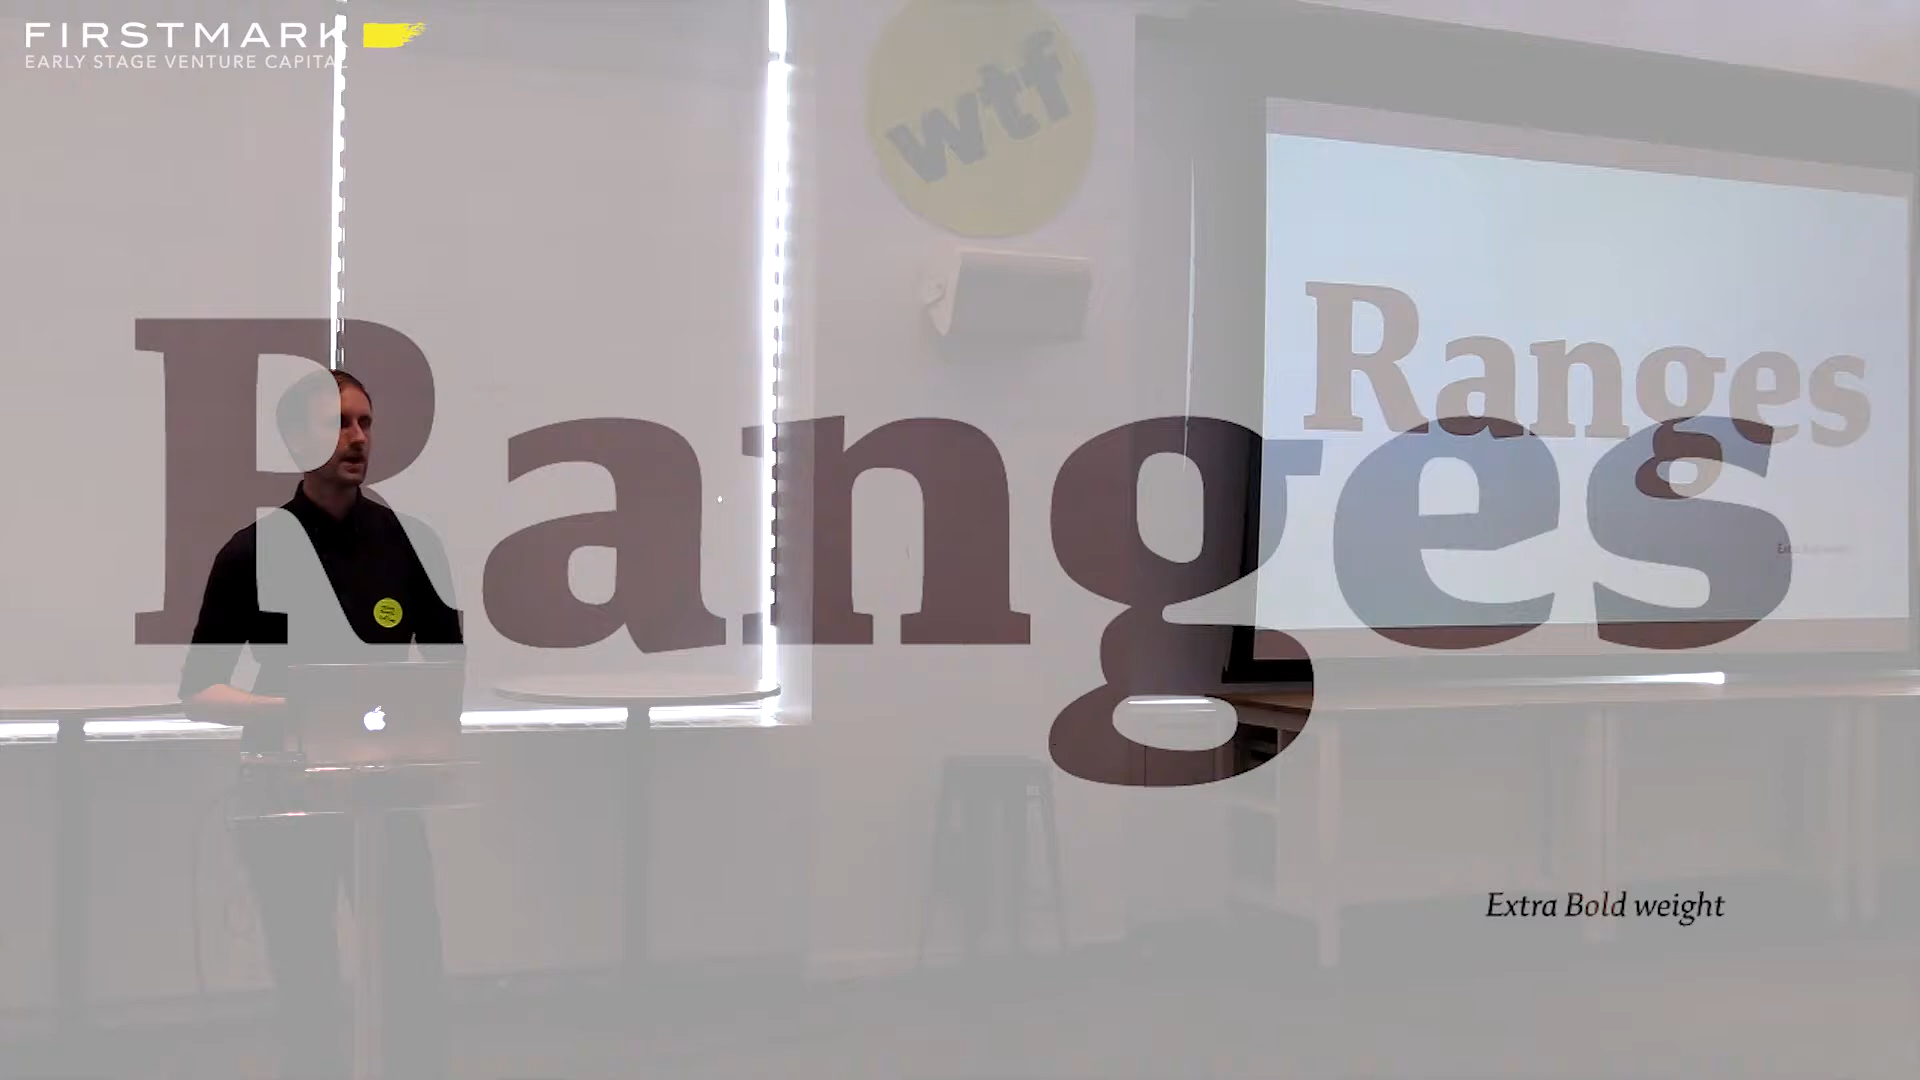 FIRSTMARK
EARLY STAGE VENTURE CAPITAL
wtf
Ranges
Ranges
Extra Bold weight